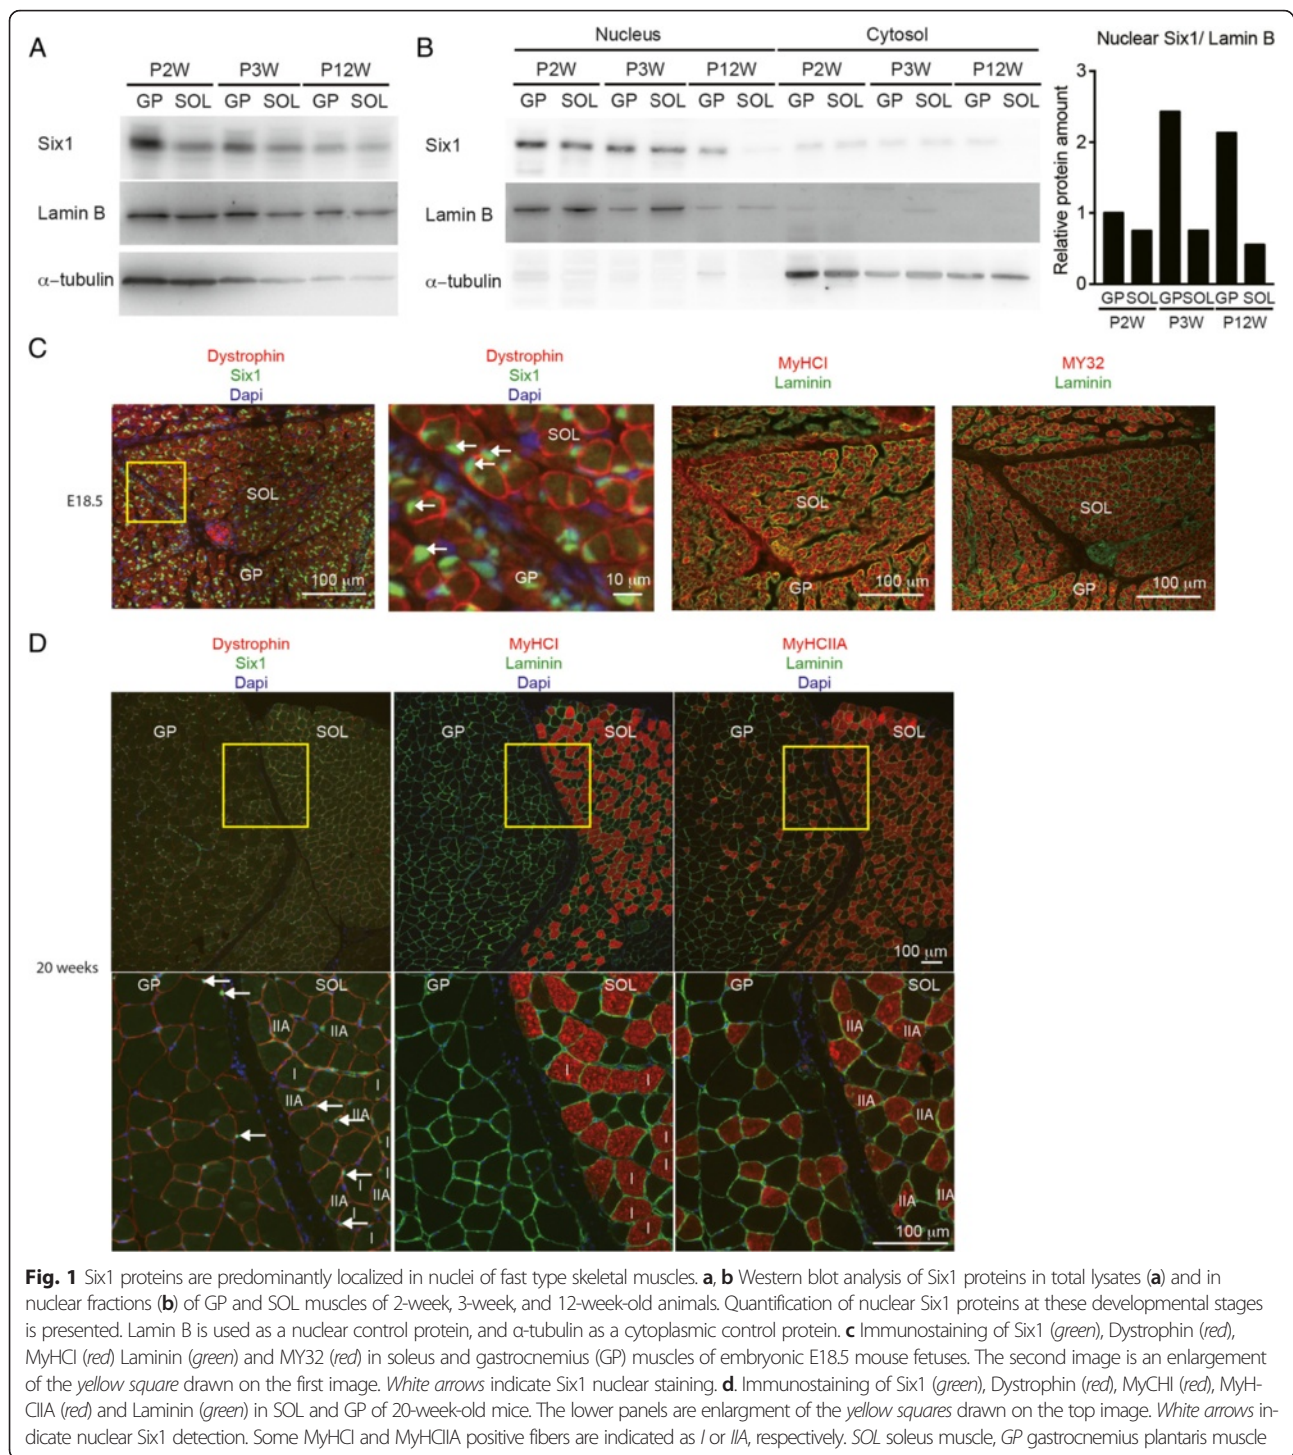 A
P2W P3W P12W
GP SOL GP SOL GP SOL
Six1
Lamin B
α-tubulin
B
Nucleus Cytosol
P2W P3W P12W P2W P3W P12W
GP SOL GP SOL GP SOL GP SOL GP SOL GP SOL
Six1
Lamin B
α-tubulin
Nuclear Six1/ Lamin B
Relative protein amount
3
2
1
0
GP SOL GP SOL GP SOL
P2W P3W P12W
C
Dystrophin
Six1
Dapi
Dystrophin
Six1
Dapi
MyHCI
Laminin
MY32
Laminin
E18.5
SOL
GP
100 μm
SOL
GP
10 μm
SOL
GP
100 μm
SOL
GP
100 μm
D
Dystrophin
Six1
Dapi
MyHCI
Laminin
Dapi
MyHCIIA
Laminin
Dapi
20 weeks
GP SOL
SOL
GP SOL
100 μm
GP SOL
IIA IIA
I I
IIA IIA
I
I
IIA IIA
I
I
GP SOL
I
I
I
I I
GP SOL
IIA IIA
IIA IIA
IIA IIA
100 μm
Fig. 1 Six1 proteins are predominantly localized in nuclei of fast type skeletal muscles. a, b Western blot analysis of Six1 proteins in total lysates (a) and in
nuclear fractions (b) of GP and SOL muscles of 2-week, 3-week, and 12-week-old animals. Quantification of nuclear Six1 proteins at these developmental stages
is presented. Lamin B is used as a nuclear control protein, and α-tubulin as a cytoplasmic control protein. c Immunostaining of Six1 (green), Dystrophin (red),
MyHCI (red) Laminin (green) and MY32 (red) in soleus and gastrocnemius (GP) muscles of embryonic E18.5 mouse fetuses. The second image is an enlargement
of the yellow square drawn on the first image. White arrows indicate Six1 nuclear staining. d. Immunostaining of Six1 (green), Dystrophin (red), MyCHI (red), MyH-
CIIA (red) and Laminin (green) in SOL and GP of 20-week-old mice. The lower panels are enlargment of the yellow squares drawn on the top image. White arrows in-
dicate nuclear Six1 detection. Some MyHCI and MyHCIIA positive fibers are indicated as I or IIA, respectively. SOL soleus muscle, GP gastrocnemius plantaris muscle